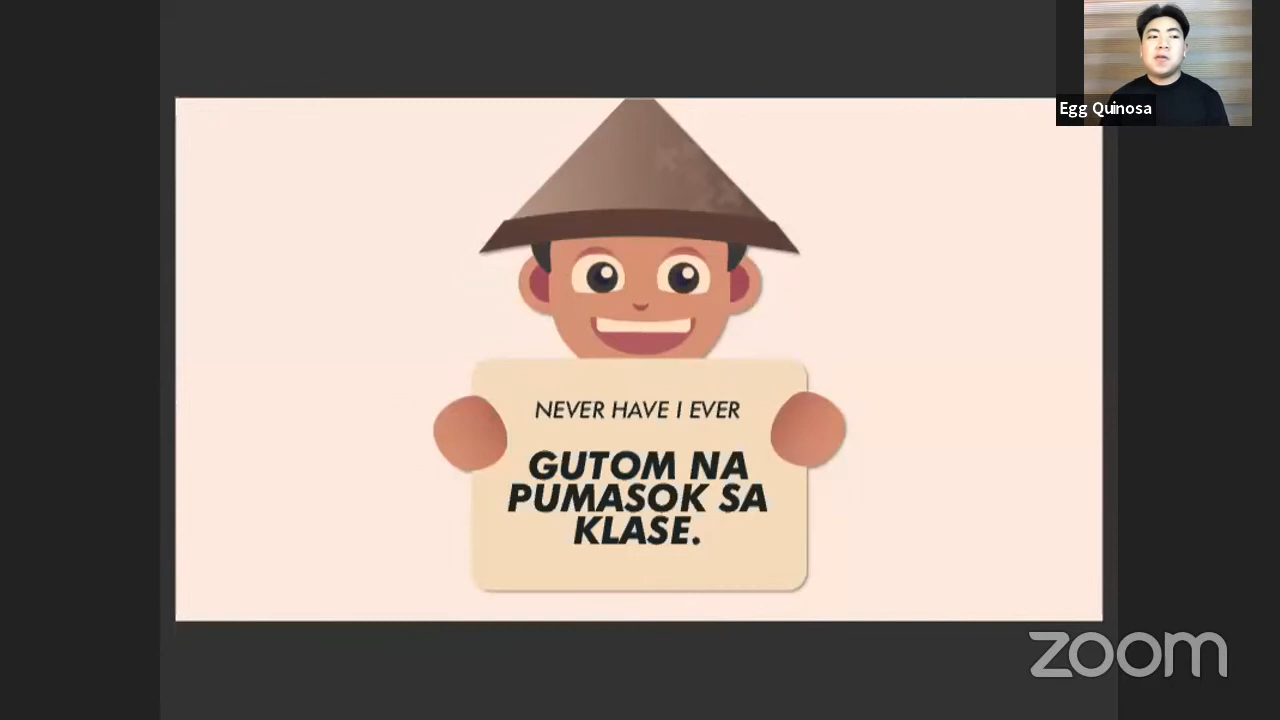 Egg Quinosa
NEVER HAVE I EVER
GUTOM NA
PUMASOK SA
KLASE.
zoom